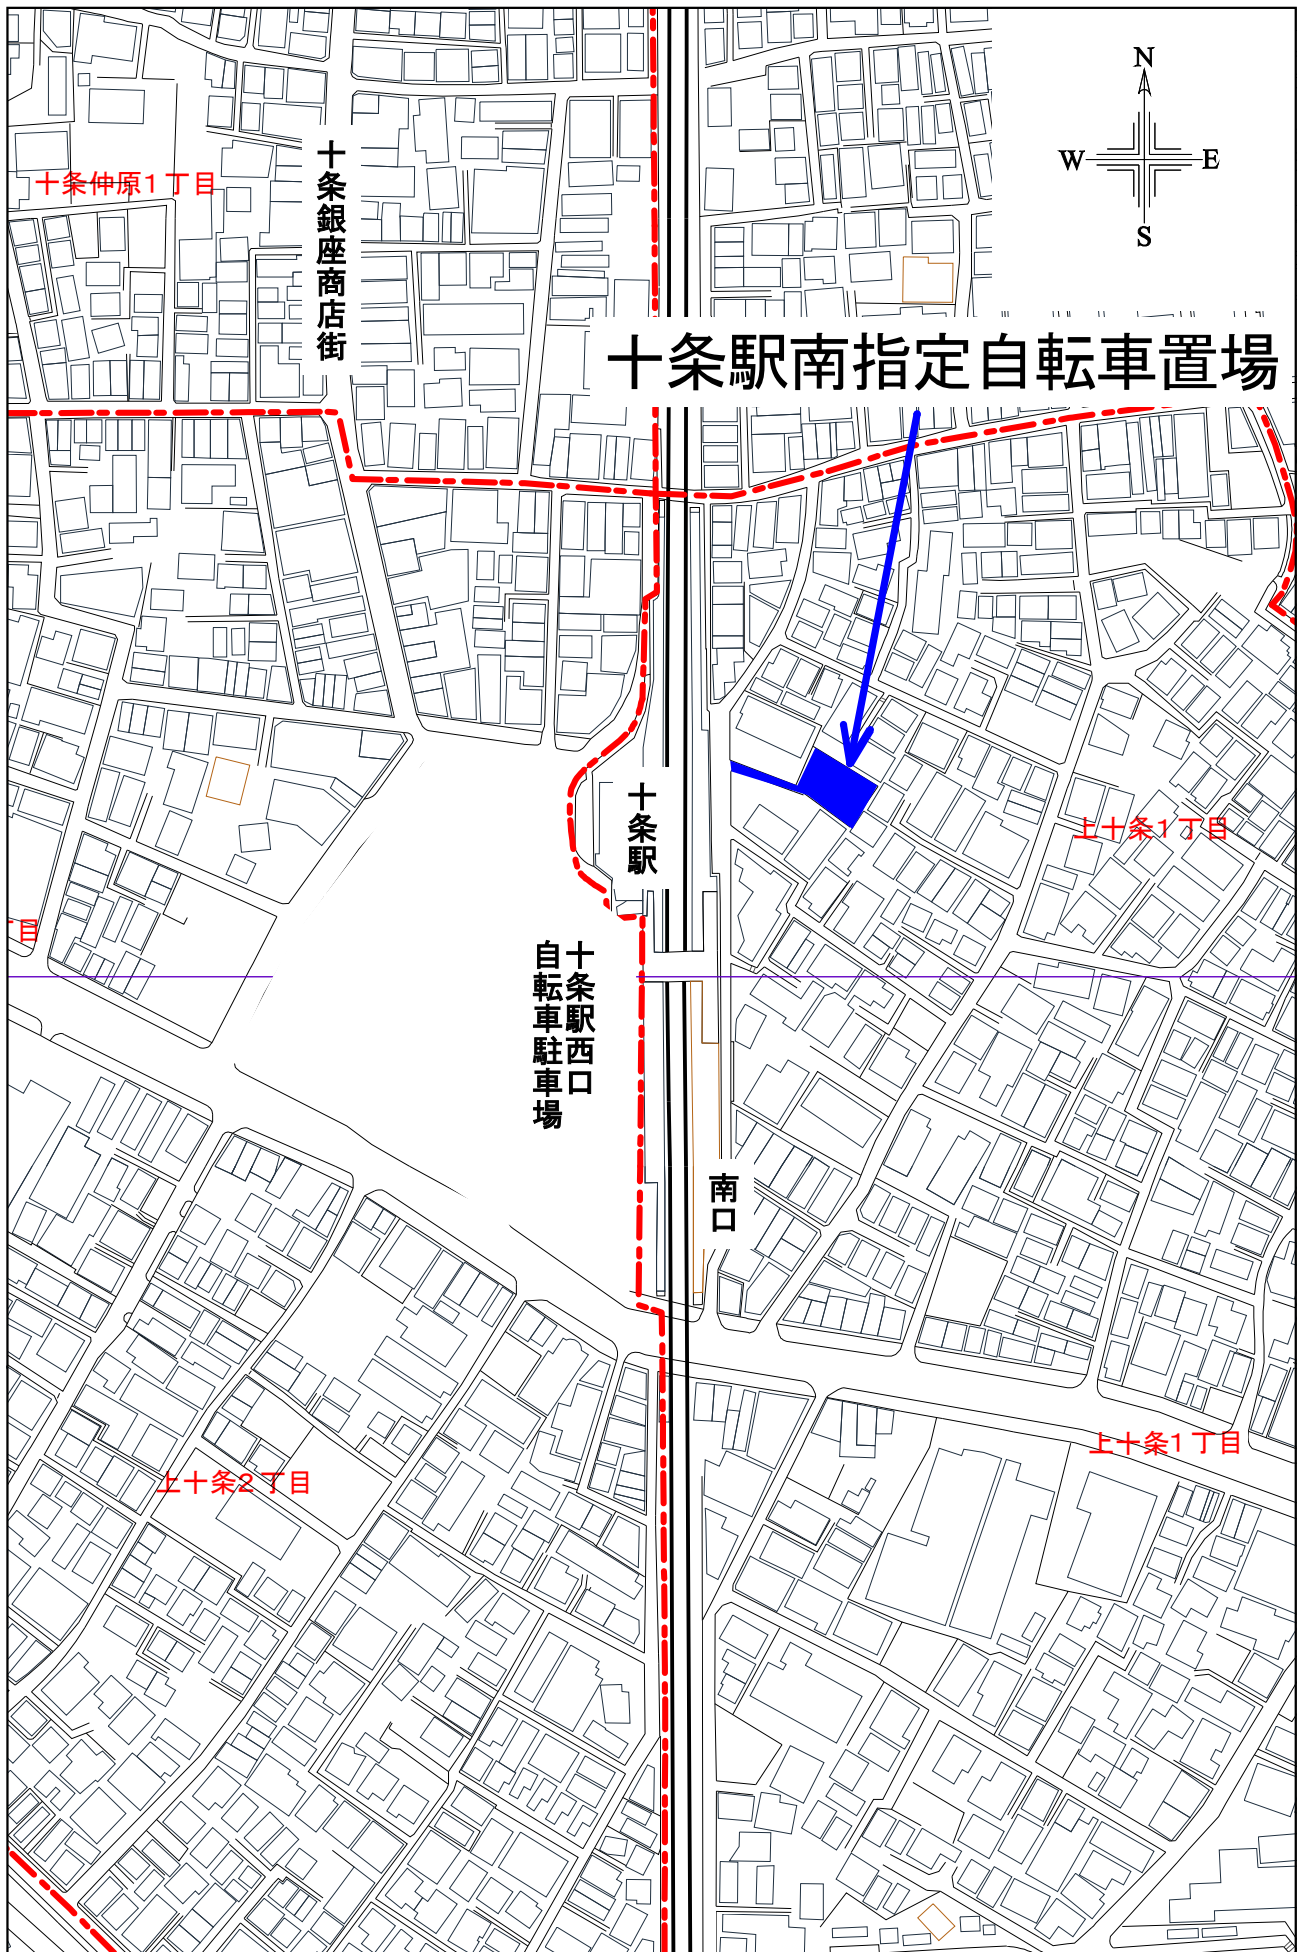 N
W
E
S
十条仲原1丁目
十条銀座商店街
十条駅南指定自転車置場
十条駅
上十条1丁目
目
十条駅西口
自転車駐車場
南口
上十条1丁目
上十条2丁目